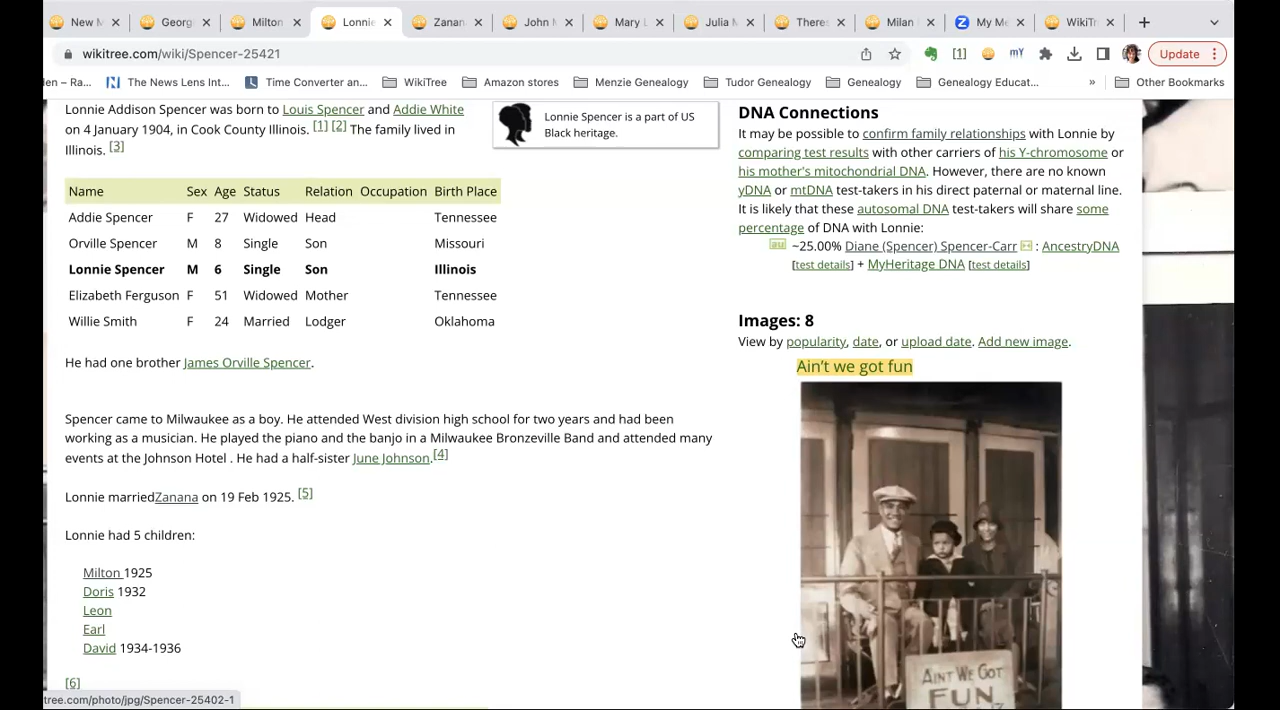 New M
Georg
Milton
Lonnie
Zanan
John M
Mary L
Julia M
Theres
Milan
My Me
WikiTr
wikitree.com/wiki/Spencer-25421
[1]
mY
Update
en – Ra...
The News Lens Int...
Time Converter an...
WikiTree
Amazon stores
Menzie Genealogy
Tudor Genealogy
Genealogy
Genealogy Educat...
»
Other Bookmarks
Lonnie Addison Spencer was born to Louis Spencer and Addie White
on 4 January 1904, in Cook County Illinois. [1] [2] The family lived in
Illinois. [3]
Lonnie Spencer is a part of US
Black heritage.
Name Sex Age Status Relation Occupation Birth Place
Addie Spencer F 27 Widowed Head Tennessee
Orville Spencer M 8 Single Son Missouri
Lonnie Spencer M 6 Single Son Illinois
Elizabeth Ferguson F 51 Widowed Mother Tennessee
Willie Smith F 24 Married Lodger Oklahoma
He had one brother James Orville Spencer.
Spencer came to Milwaukee as a boy. He attended West division high school for two years and had been
working as a musician. He played the piano and the banjo in a Milwaukee Bronzeville Band and attended many
events at the Johnson Hotel . He had a half-sister June Johnson.[4]
Lonnie marriedZanana on 19 Feb 1925. [5]
Lonnie had 5 children:
Milton 1925
Doris 1932
Leon
Earl
David 1934-1936
[6]
tree.com/photo/jpg/Spencer-25402-1
DNA Connections
It may be possible to confirm family relationships with Lonnie by
comparing test results with other carriers of his Y-chromosome or
his mother's mitochondrial DNA. However, there are no known
yDNA or mtDNA test-takers in his direct paternal or maternal line.
It is likely that these autosomal DNA test-takers will share some
percentage of DNA with Lonnie:
au ~25.00% Diane (Spencer) Spencer-Carr : AncestryDNA
[test details] + MyHeritage DNA [test details]
Images: 8
View by popularity, date, or upload date. Add new image.
Ain't we got fun
AINT WE GOT
FUN